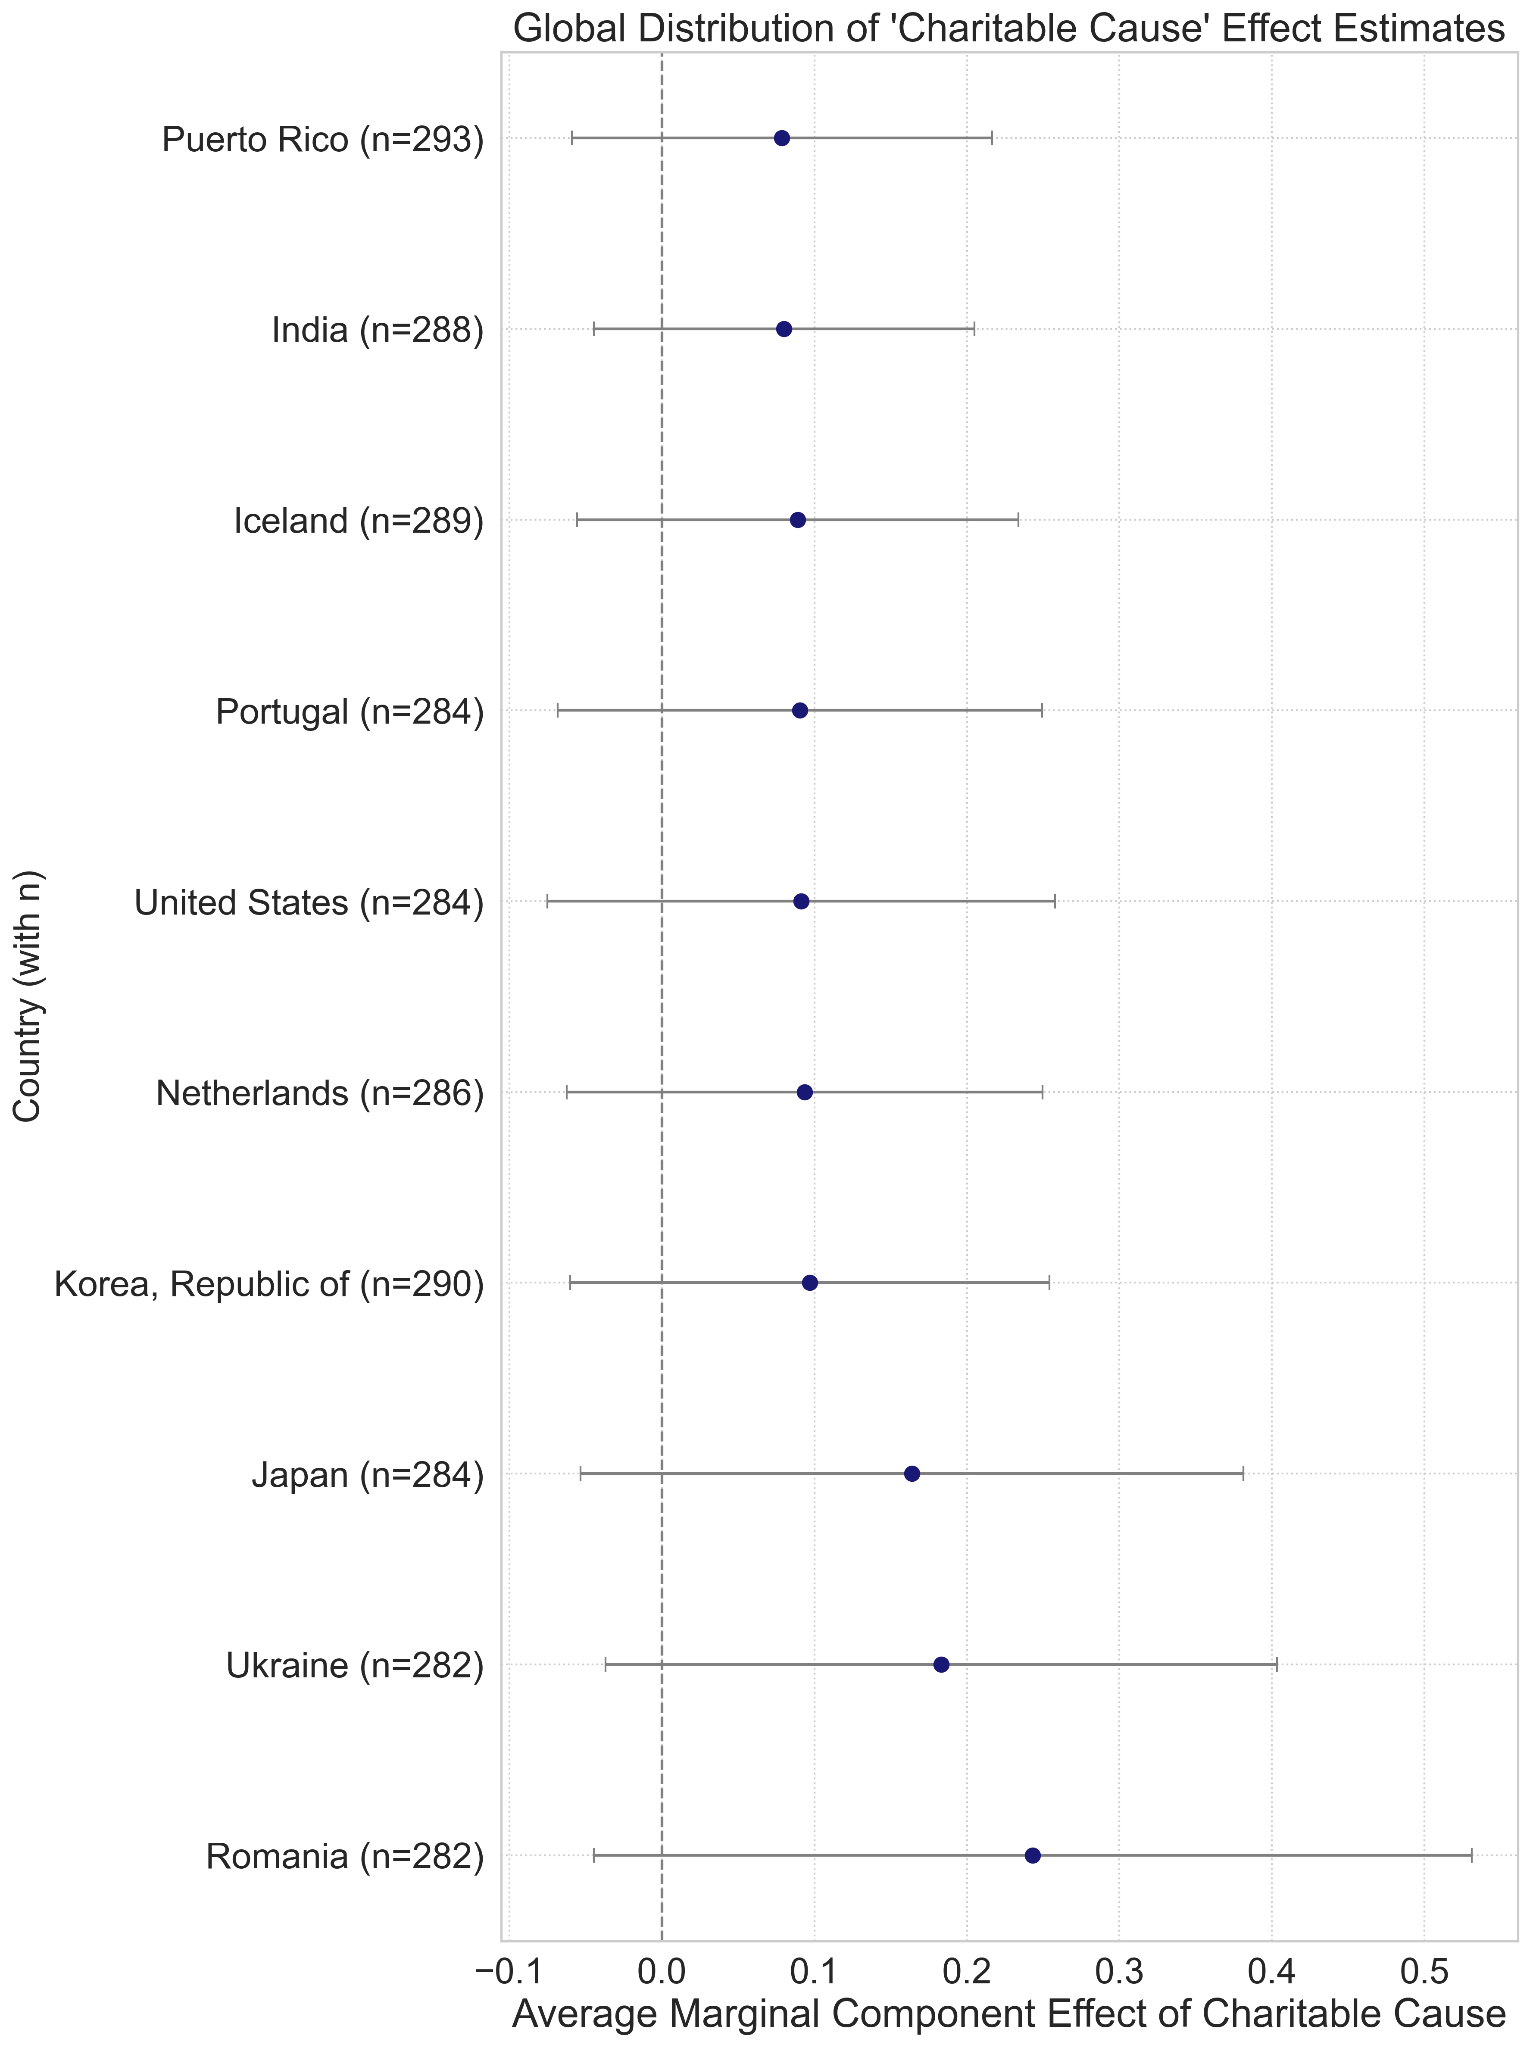 Global Distribution of 'Charitable Cause' Effect Estimates
Puerto Rico (n=293)
India (n=288)
Iceland (n=289)
Portugal (n=284)
United States (n=284)
Netherlands (n=286)
Korea, Republic of (n=290)
Japan (n=284)
Ukraine (n=282)
Romania (n=282)
Country (with n)
−0.1 0.0 0.1 0.2 0.3 0.4 0.5
Average Marginal Component Effect of Charitable Cause